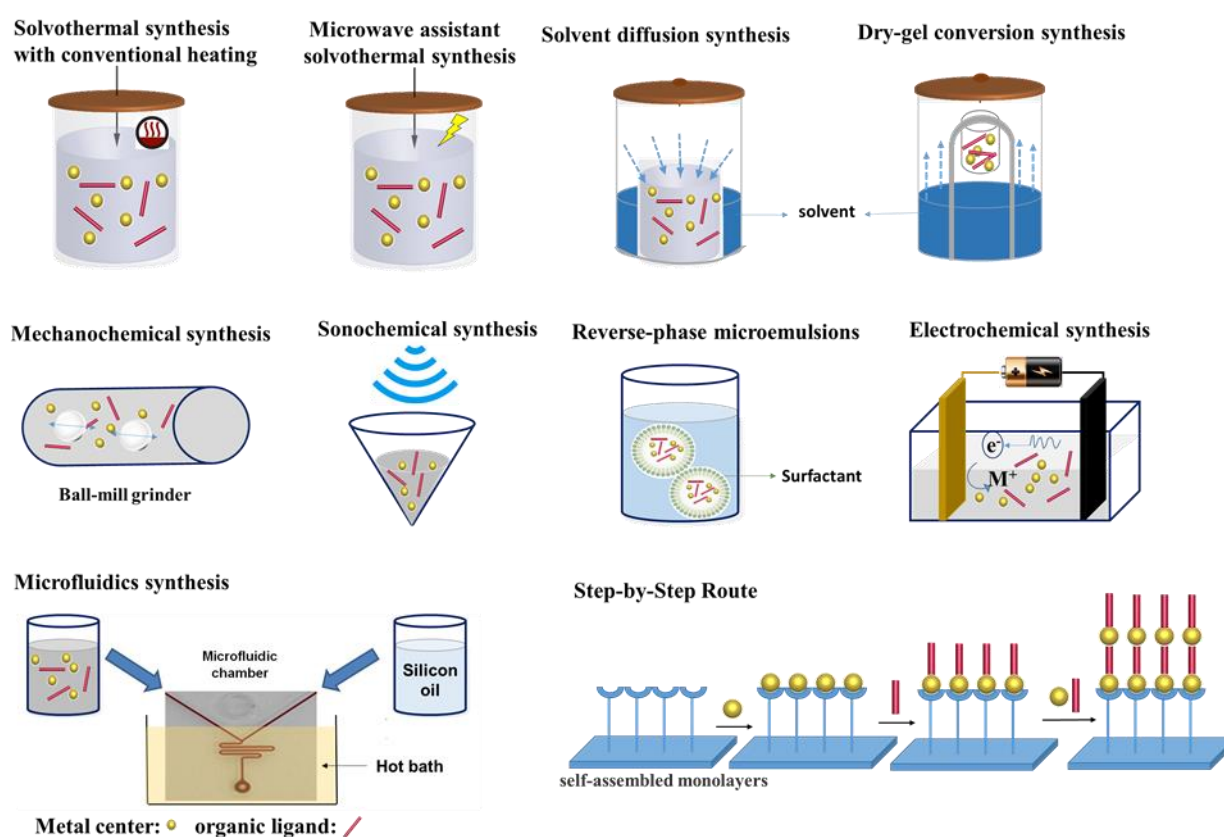 Solvothermal synthesis
with conventional heating
Microwave assistant
solvothermal synthesis
Solvent diffusion synthesis
Dry-gel conversion synthesis
solvent
Mechanochemical synthesis
Sonochemical synthesis
Reverse-phase microemulsions
Electrochemical synthesis
Ball-mill grinder
Surfactant
+
e-
M+
Microfluidics synthesis
Step-by-Step Route
Microfluidic
chamber
Silicon
oil
Hot bath
self-assembled monolayers
Metal center:
organic ligand: